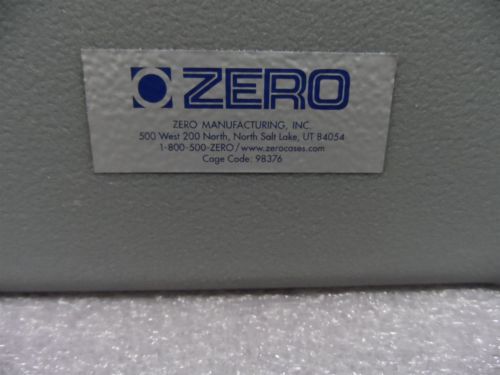 ZERO
ZERO MANUFACTURING, INC.
500 West 200 North, North Salt Lake, UT 84054
1-800-500-ZERO/www.zerocases.com
Cage Code: 98376